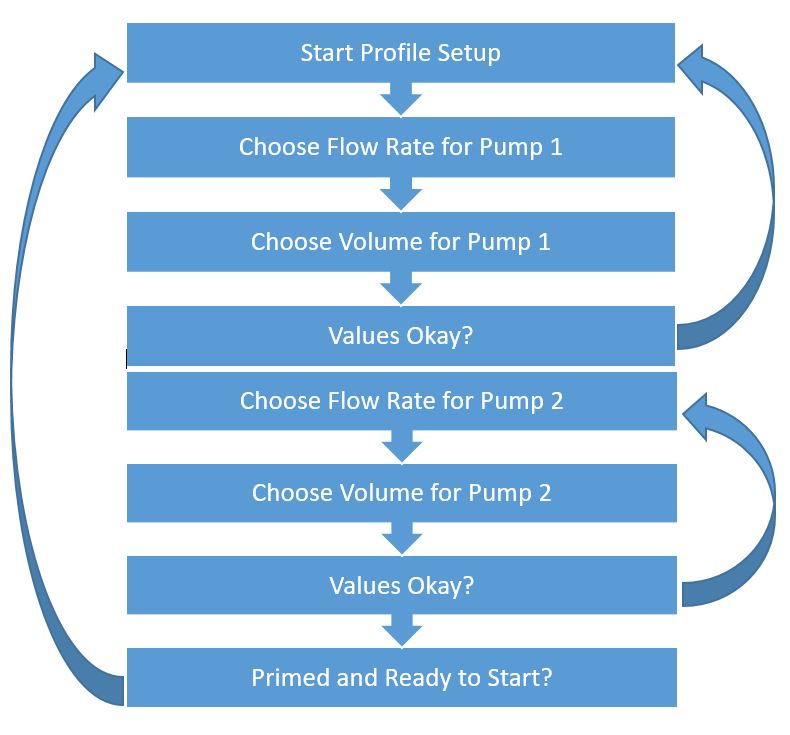 Start Profile Setup
Choose Flow Rate for Pump 1
Choose Volume for Pump 1
Values Okay?
Choose Flow Rate for Pump 2
Choose Volume for Pump 2
Values Okay?
Primed and Ready to Start?